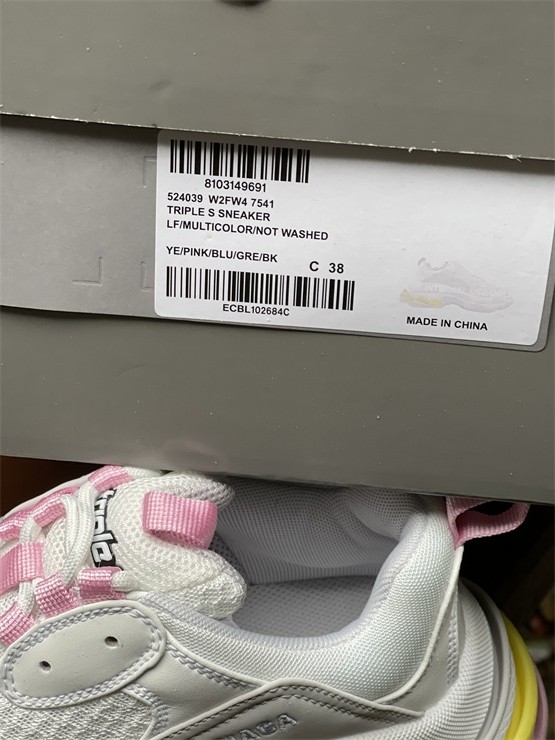 8103149691
524039 W2FW4 7541
TRIPLE S SNEAKER
LF/MULTICOLOR/NOT WASHED
YE/PINK/BLU/GRE/BK
C 38
ECBL102684C
MADE IN CHINA